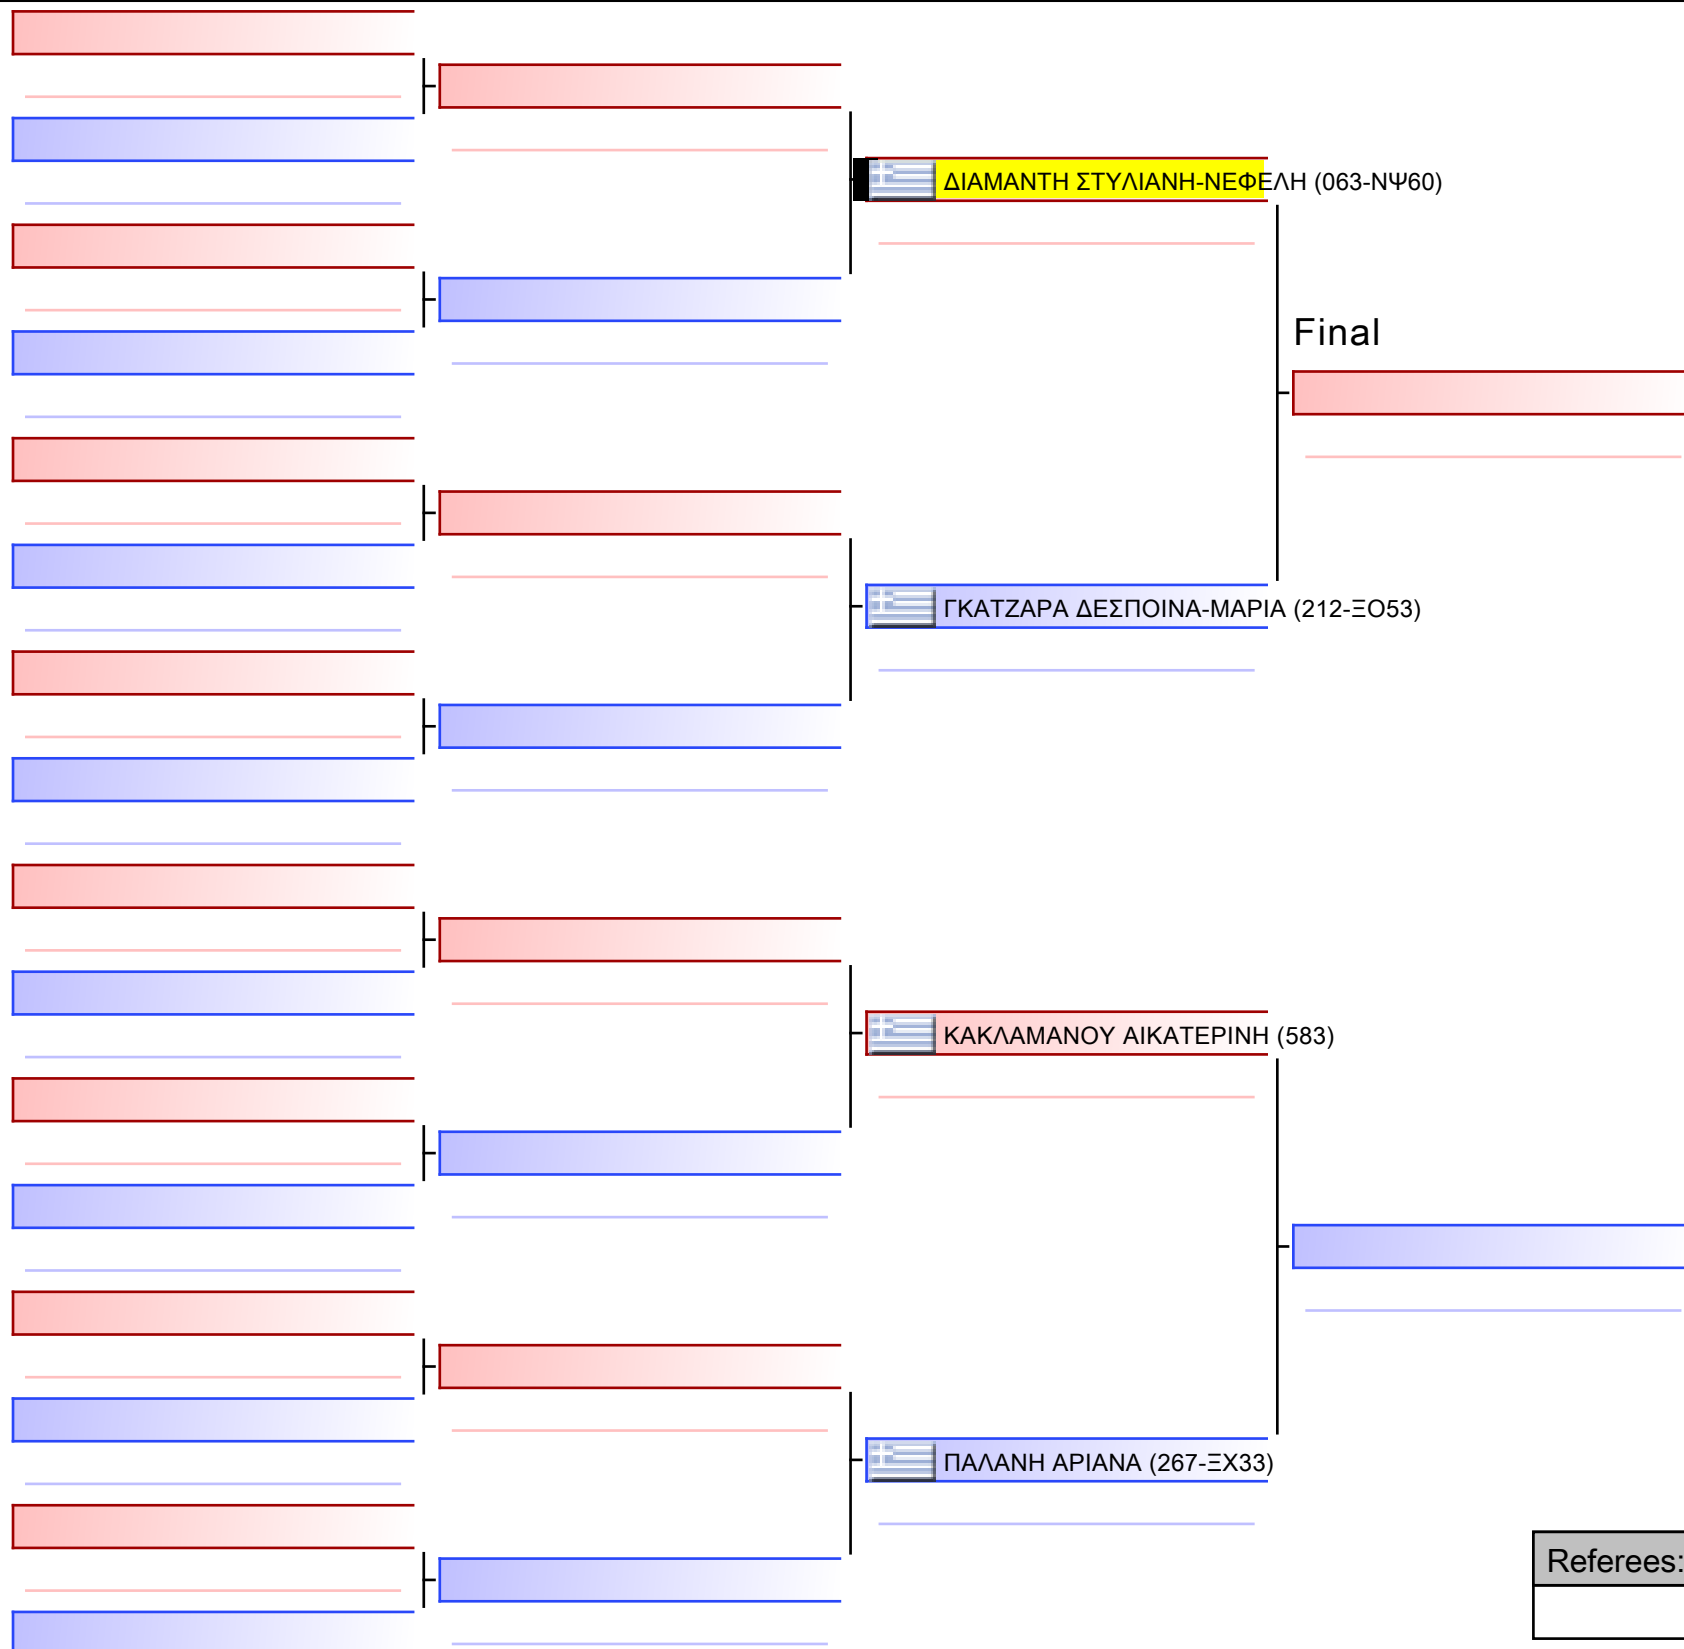 ΔΙΑΜΑΝΤΗ ΣΤΥΛΙΑΝΗ-ΝΕΦΕΛΗ (063-ΝΨ60)
Final
ΓΚΑΤΖΑΡΑ ΔΕΣΠΟΙΝΑ-ΜΑΡΙΑ (212-ΞΟ53)
ΚΑΚΛΑΜΑΝΟΥ ΑΙΚΑΤΕΡΙΝΗ (583)
ΠΑΛΑΝΗ ΑΡΙΑΝΑ (267-ΞΧ33)
Referees: